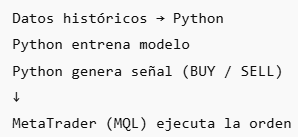 Datos históricos → Python
Python entrena modelo
Python genera señal (BUY / SELL)
↓
MetaTrader (MQL) ejecuta la orden